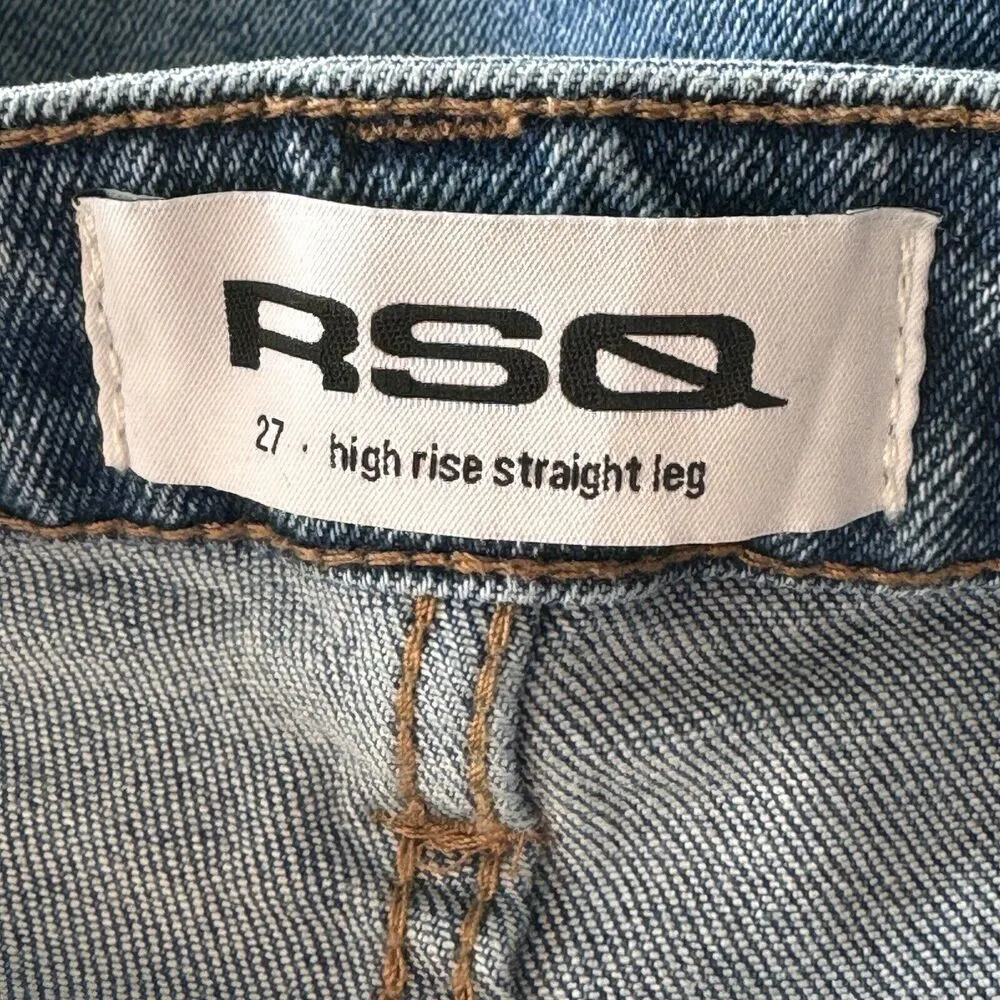 RSQ
27 · high rise straight leg